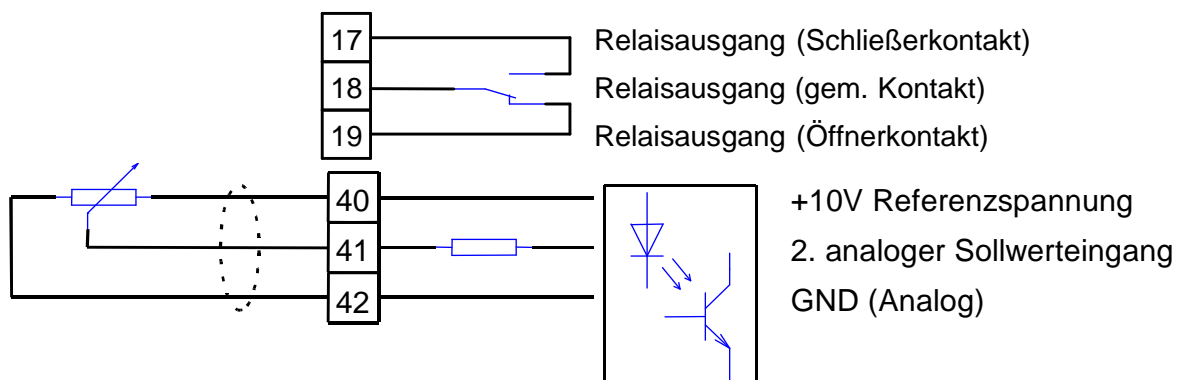 17 Relaisausgang (Schließerkontakt)
18 Relaisausgang (gem. Kontakt)
19 Relaisausgang (Öffnerkontakt)
40 +10V Referenzspannung
41 2. analoger Sollwerteingang
42 GND (Analog)